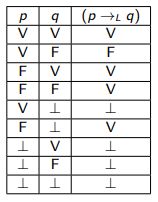 p q (p →L q)
V V V
V F F
F V V
F F V
V ⊥ ⊥
F ⊥ V
⊥ V ⊥
⊥ F ⊥
⊥ ⊥ ⊥